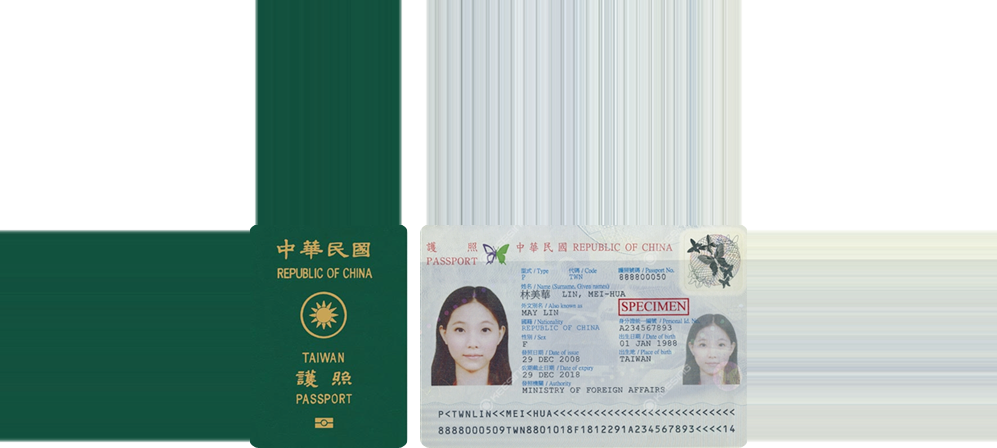 中華民國
REPUBLIC OF CHINA
TAIWAN
護照
PASSPORT
護 照 中華民國 REPUBLIC OF CHINA
PASSPORT
型式 / Type 代碼 / Code 護照號碼 / Passport No.
P TWN 888800050
姓名 / Name (Surname, Given names)
林美華 LIN, MEI-HUA
外文別名 / Also known as
SPECIMEN
MAY LIN
國籍 / Nationality 身分證統一編號 / Personal Id. No.
REPUBLIC OF CHINA A234567893
性別 / Sex 出生日期 / Date of birth
F 01 JAN 1988
發照日期 / Date of issue 出生地 / Place of birth
29 DEC 2008 TAIWAN
效期截止日期 / Date of expiry
29 DEC 2018
發照機關 / Authority
MINISTRY OF FOREIGN AFFAIRS
P<TWNLIN<<MEI<HUA<<<<<<<<<<<<<<<<<<<<<<<<<<<
8888000509TWN8801018F1812291A234567893<<<<14